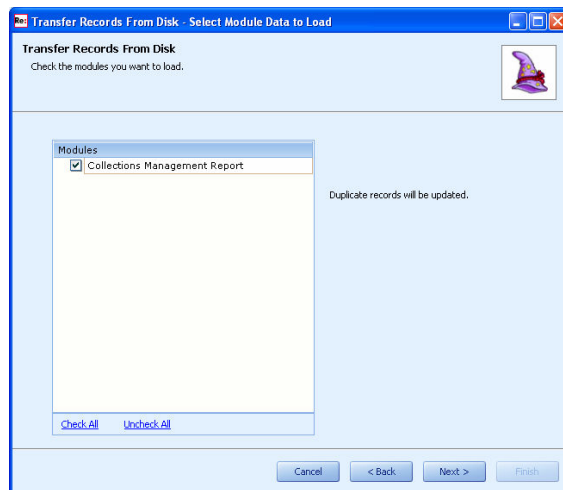 Re: Transfer Records From Disk - Select Module Data to Load
Transfer Records From Disk
Check the modules you want to load.
Modules
Collections Management Report
Duplicate records will be updated.
Check All Uncheck All
Cancel < Back Next > Finish